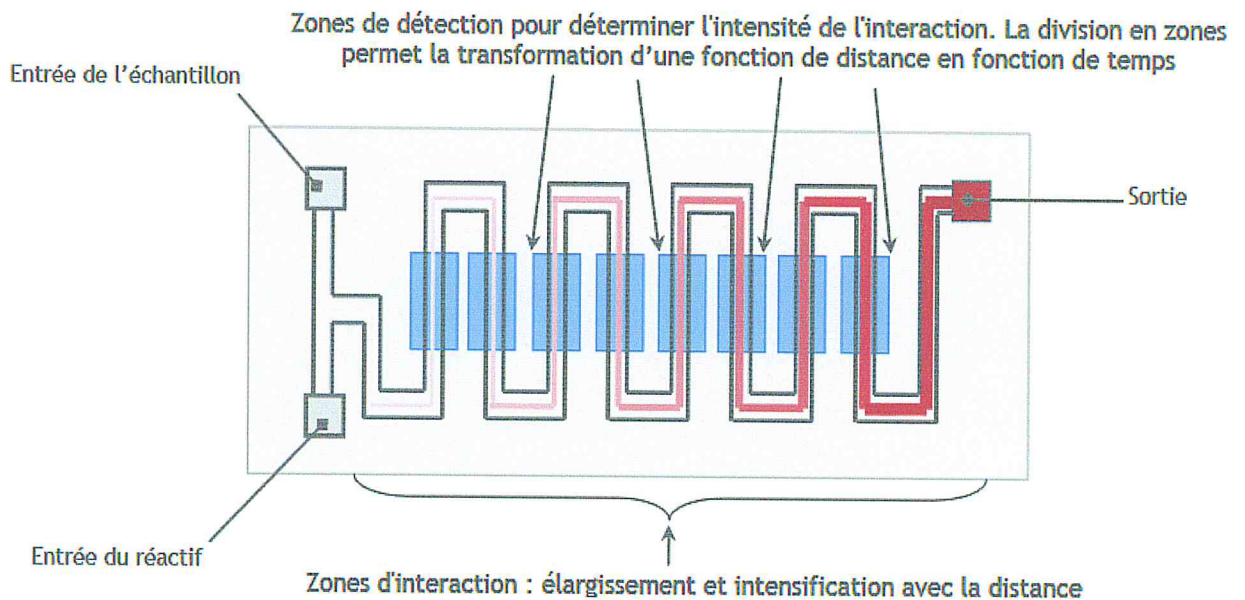 Zones de détection pour déterminer l'intensité de l'interaction. La division en zones
permet la transformation d'une fonction de distance en fonction de temps
Entrée de l'échantillon
Sortie
Entrée du réactif
Zones d'interaction : élargissement et intensification avec la distance